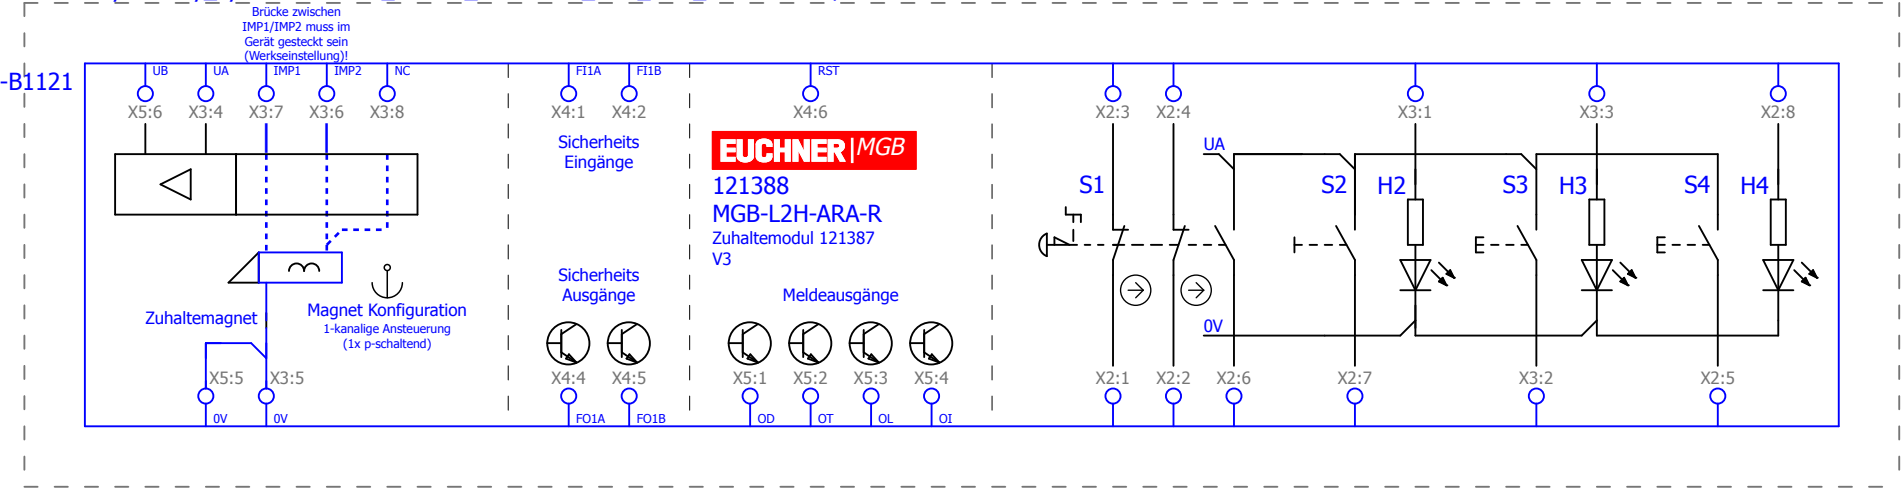 Brücke zwischen
IMP1/IMP2 muss im
Gerät gesteckt sein
(Werkseinstellung)!
-B1121
UB UA IMP1 IMP2 NC FI1A FI1B RST
X5:6 X3:4 X3:7 X3:6 X3:8 X4:1 X4:2 X4:6 X2:3 X2:4 X3:1 X3:3 X2:8
Sicherheits
Eingänge
EUCHNER|MGB
121388
MGB-L2H-ARA-R
Zuhaltemodul 121387
V3
UA
S1 S2 H2 S3 H3 S4 H4
Sicherheits
Ausgänge
Meldeausgänge
Zuhaltemagnet
Magnet Konfiguration
1-kanalige Ansteuerung
(1x p-schaltend)
0V
X5:5 X3:5 X4:4 X4:5 X5:1 X5:2 X5:3 X5:4 X2:1 X2:2 X2:6 X2:7 X3:2 X2:5
0V 0V FO1A FO1B OD OT OL OI